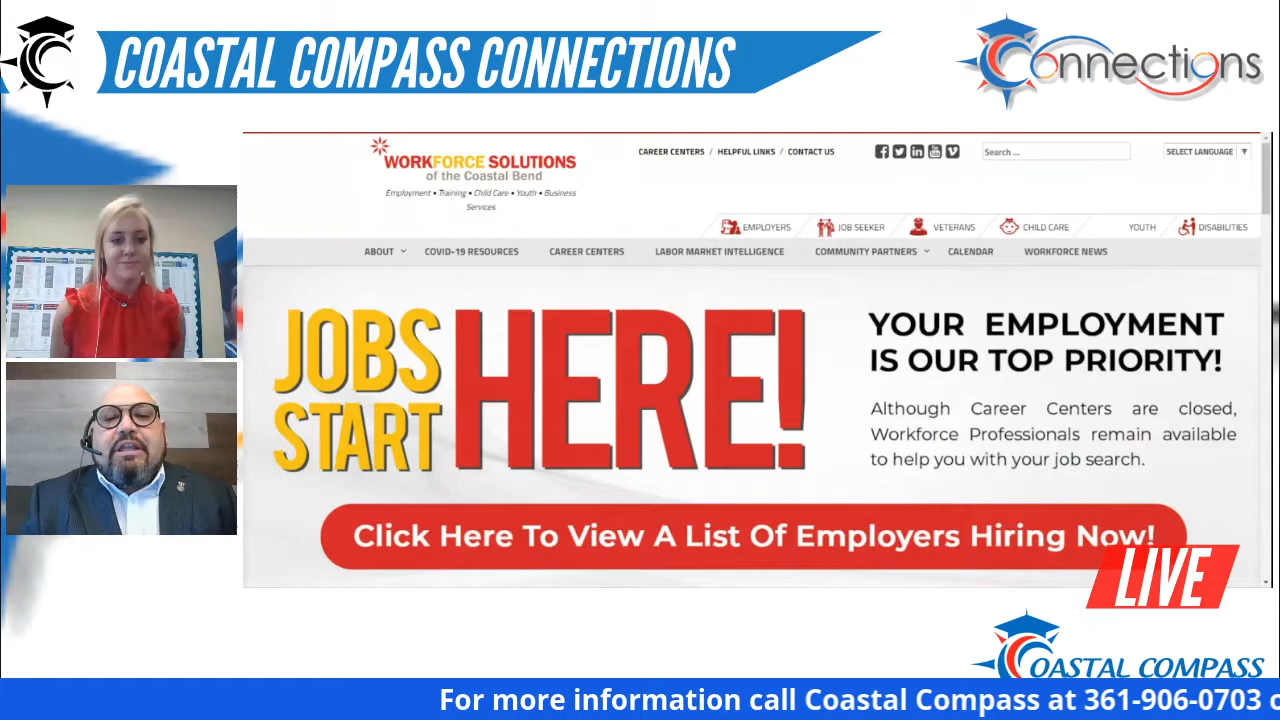 COASTAL COMPASS CONNECTIONS
Connections
WORKFORCE SOLUTIONS
of the Coastal Bend
Employment • Training • Child Care • Youth • Business
Services
CAREER CENTERS / HELPFUL LINKS / CONTACT US
Search ...
SELECT LANGUAGE ▼
EMPLOYERS
JOB SEEKER
VETERANS
CHILD CARE
YOUTH
DISABILITIES
ABOUT
COVID-19 RESOURCES
CAREER CENTERS
LABOR MARKET INTELLIGENCE
COMMUNITY PARTNERS
CALENDAR
WORKFORCE NEWS
JOBS
START
HERE!
YOUR EMPLOYMENT
IS OUR TOP PRIORITY!
Although Career Centers are closed,
Workforce Professionals remain available
to help you with your job search.
Click Here To View A List Of Employers Hiring Now!
LIVE
COASTAL COMPASS
For more information call Coastal Compass at 361-906-0703